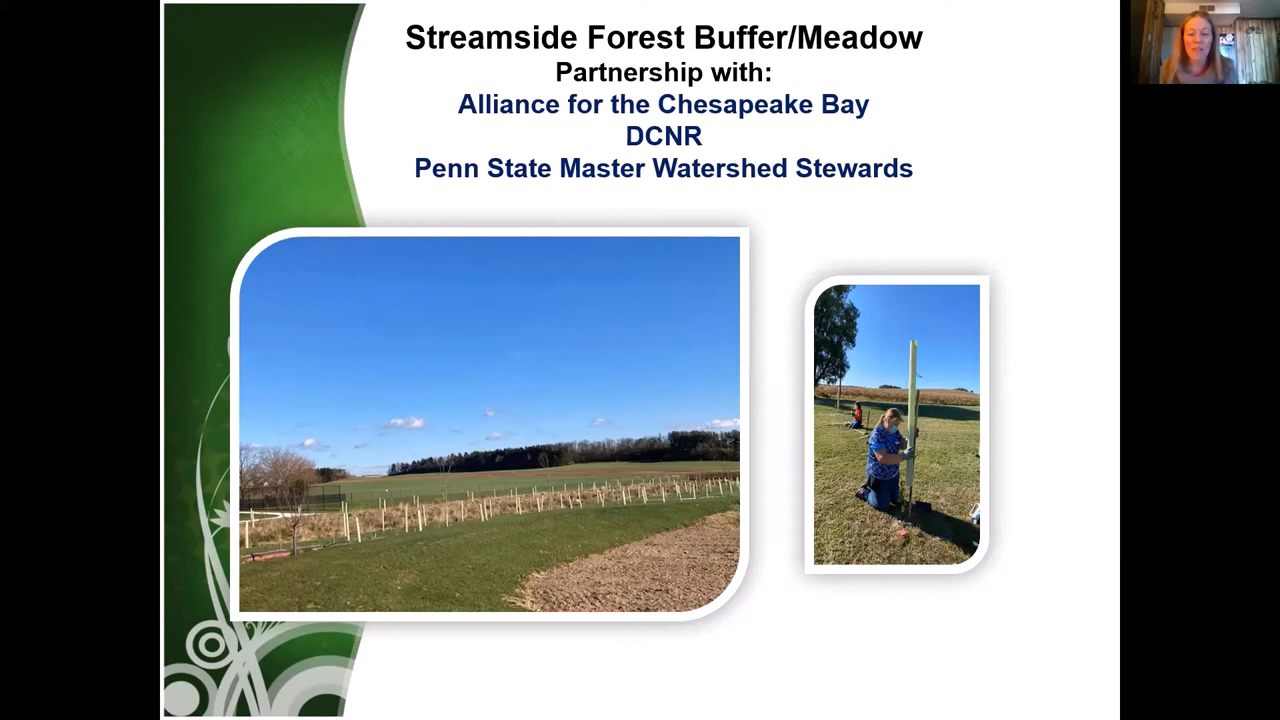 Streamside Forest Buffer/Meadow
Partnership with:
Alliance for the Chesapeake Bay
DCNR
Penn State Master Watershed Stewards